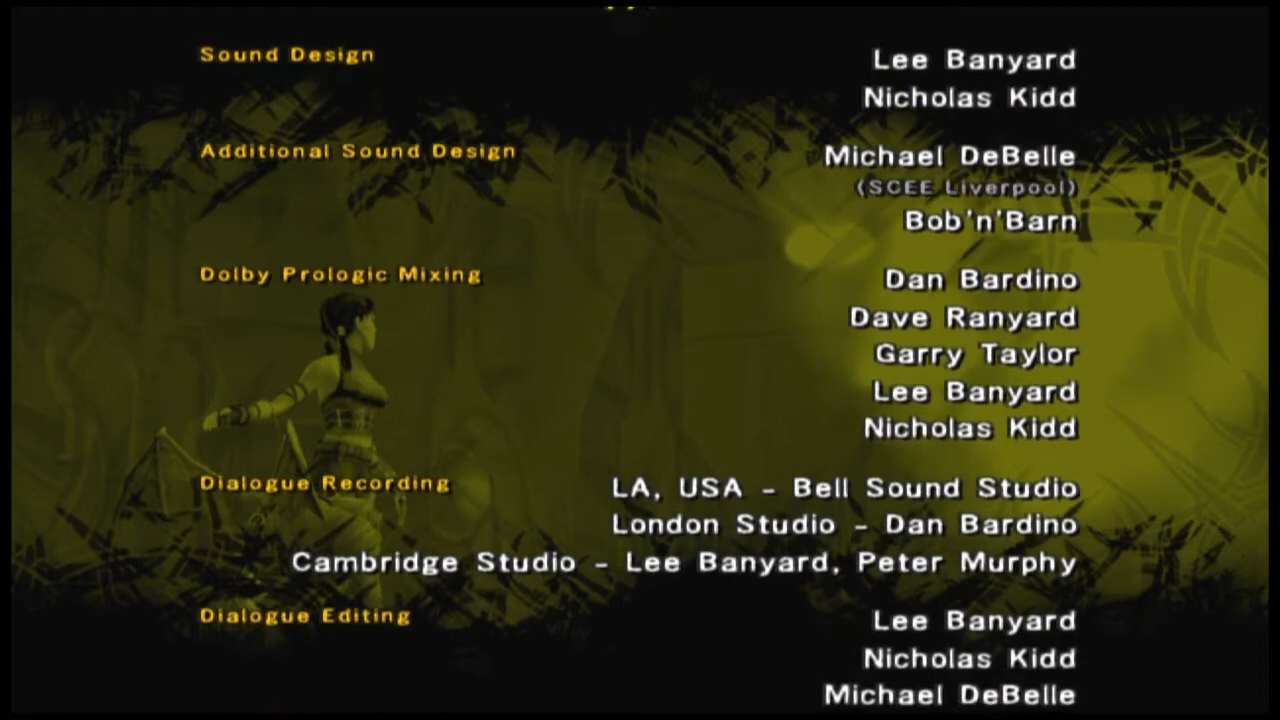 Sound Design
Lee Banyard
Nicholas Kidd
Additional Sound Design
Michael DeBelle
(SCEE Liverpool)
Bob'n'Barn
Dolby Prologic Mixing
Dan Bardino
Dave Ranyard
Garry Taylor
Lee Banyard
Nicholas Kidd
Dialogue Recording
LA, USA - Bell Sound Studio
London Studio - Dan Bardino
Cambridge Studio - Lee Banyard, Peter Murphy
Dialogue Editing
Lee Banyard
Nicholas Kidd
Michael DeBelle